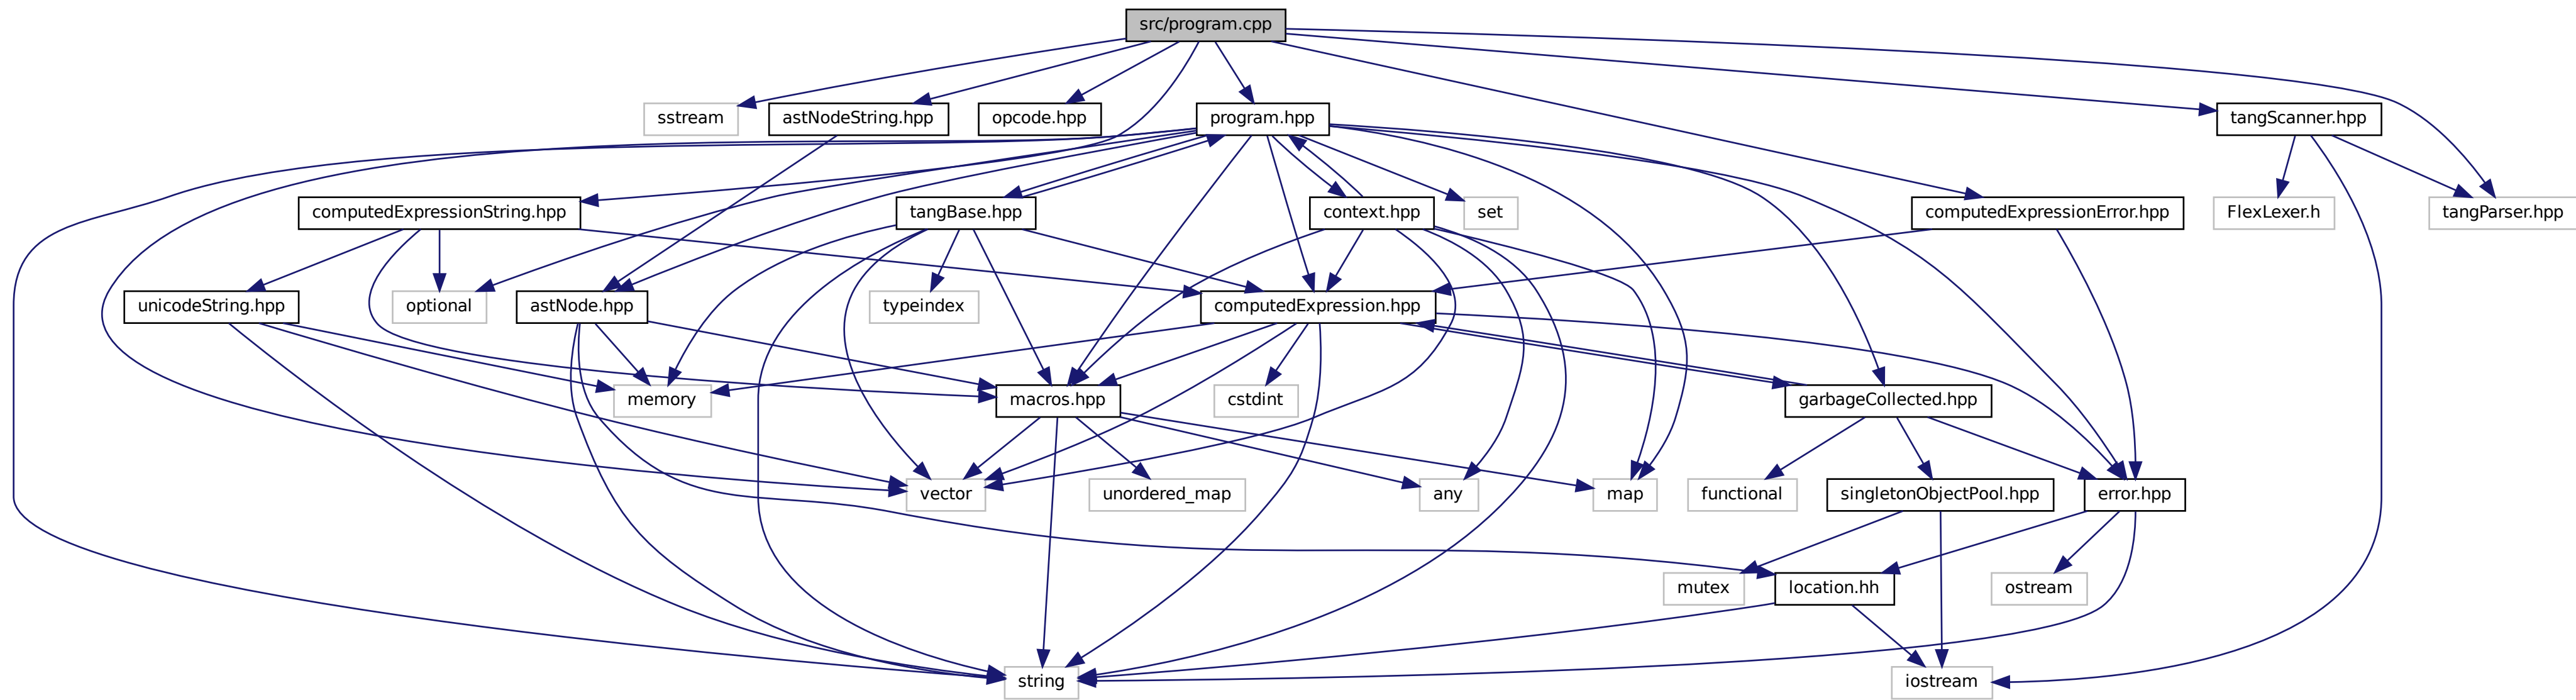 src/program.cpp
sstream
astNodeString.hpp
opcode.hpp
program.hpp
tangScanner.hpp
computedExpressionString.hpp
tangBase.hpp
context.hpp
set
computedExpressionError.hpp
FlexLexer.h
tangParser.hpp
unicodeString.hpp
optional
astNode.hpp
typeindex
computedExpression.hpp
memory
macros.hpp
cstdint
garbageCollected.hpp
vector
unordered_map
any
map
functional
singletonObjectPool.hpp
error.hpp
mutex
location.hh
ostream
string
iostream